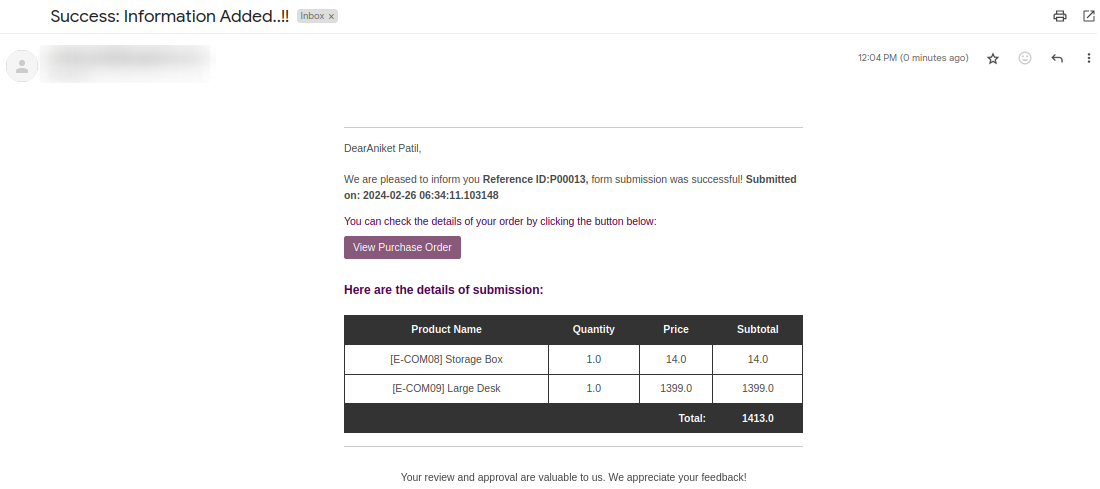 Success: Information Added..!! Inbox ×
12:04 PM (0 minutes ago)
DearAniket Patil,
We are pleased to inform you Reference ID:P00013, form submission was successful! Submitted
on: 2024-02-26 06:34:11.103148
You can check the details of your order by clicking the button below:
View Purchase Order
Here are the details of submission:
Product Name Quantity Price Subtotal
[E-COM08] Storage Box 1.0 14.0 14.0
[E-COM09] Large Desk 1.0 1399.0 1399.0
Total: 1413.0
Your review and approval are valuable to us. We appreciate your feedback!